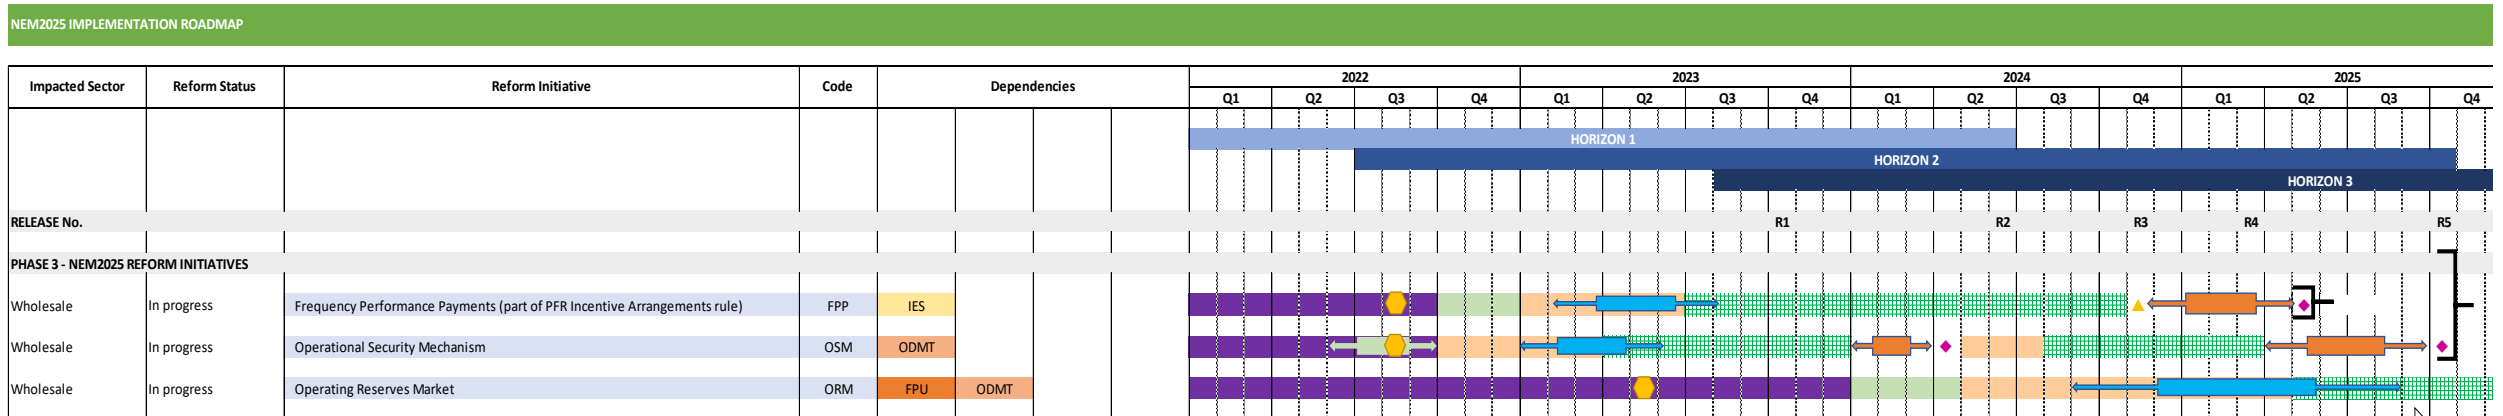 NEM2025 IMPLEMENTATION ROADMAP
Impacted Sector Reform Status Reform Initiative Code Dependencies 2022 2023 2024 2025
Q1 Q2 Q3 Q4 Q1 Q2 Q3 Q4 Q1 Q2 Q3 Q4 Q1 Q2 Q3 Q4
HORIZON 1
HORIZON 2
HORIZON 3
RELEASE No. R1 R2 R3 R4 R5
PHASE 3 - NEM2025 REFORM INITIATIVES
Wholesale In progress Frequency Performance Payments (part of PFR Incentive Arrangements rule) FPP IES
Wholesale In progress Operational Security Mechanism OSM ODMT
Wholesale In progress Operating Reserves Market ORM FPU ODMT